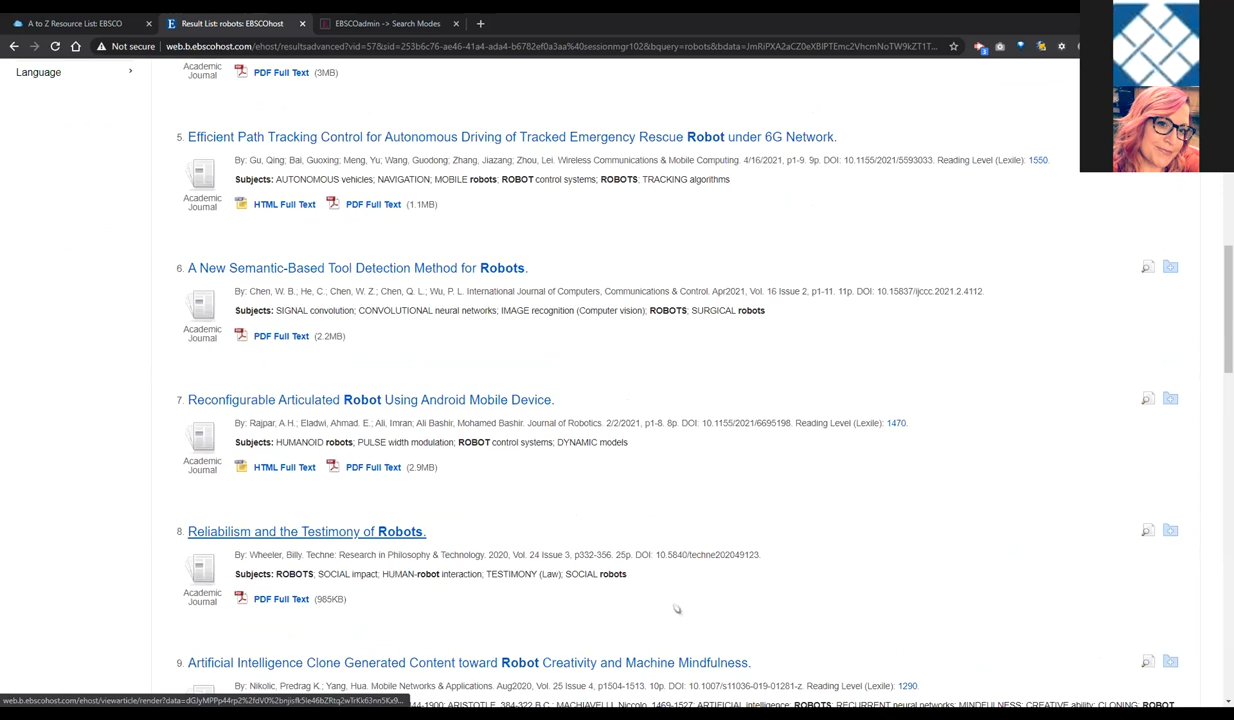 A to Z Resource List: EBSCO
Result List: robots: EBSCOhost
EBSCOadmin -> Search Modes
Not secure
Language
Academic
Journal
PDF Full Text (3MB)
5. Efficient Path Tracking Control for Autonomous Driving of Tracked Emergency Rescue Robot under 6G Network.
By: Gu, Qing; Bai, Guoxing; Meng, Yu; Wang, Guodong; Zhang, Jiazang; Zhou, Lei. Wireless Communications & Mobile Computing. 4/16/2021, p1-9. 9p. DOI: 10.1155/2021/5593033. Reading Level (Lexile): 1550.
Subjects: AUTONOMOUS vehicles; NAVIGATION; MOBILE robots; ROBOT control systems; ROBOTS; TRACKING algorithms
Academic
Journal
HTML Full Text PDF Full Text (1.1MB)
6. A New Semantic-Based Tool Detection Method for Robots.
By: Chen, W. B.; He, C.; Chen, W. Z.; Chen, Q. L.; Wu, P. L. International Journal of Computers, Communications & Control. Apr2021, Vol. 16 Issue 2, p1-11. 11p. DOI: 10.15837/ijccc.2021.2.4112.
Subjects: SIGNAL convolution; CONVOLUTIONAL neural networks; IMAGE recognition (Computer vision); ROBOTS; SURGICAL robots
Academic
Journal
PDF Full Text (2.2MB)
7. Reconfigurable Articulated Robot Using Android Mobile Device.
By: Rajpar, A.H.; Eladwi, Ahmad. E.; Ali, Imran; Ali Bashir, Mohamed Bashir. Journal of Robotics. 2/2/2021, p1-8. 8p. DOI: 10.1155/2021/6695198. Reading Level (Lexile): 1470.
Subjects: HUMANOID robots; PULSE width modulation; ROBOT control systems; DYNAMIC models
Academic
Journal
HTML Full Text PDF Full Text (2.9MB)
8. Reliabilism and the Testimony of Robots.
By: Wheeler, Billy. Techne: Research in Philosophy & Technology. 2020, Vol. 24 Issue 3, p332-356. 25p. DOI: 10.5840/techne202049123.
Subjects: ROBOTS; SOCIAL impact; HUMAN-robot interaction; TESTIMONY (Law); SOCIAL robots
Academic
Journal
PDF Full Text (985KB)
9. Artificial Intelligence Clone Generated Content toward Robot Creativity and Machine Mindfulness.
By: Nikolic, Predrag K.; Yang, Hua. Mobile Networks & Applications. Aug2020, Vol. 25 Issue 4, p1504-1513. 10p. DOI: 10.1007/s11036-019-01281-z. Reading Level (Lexile): 1290.